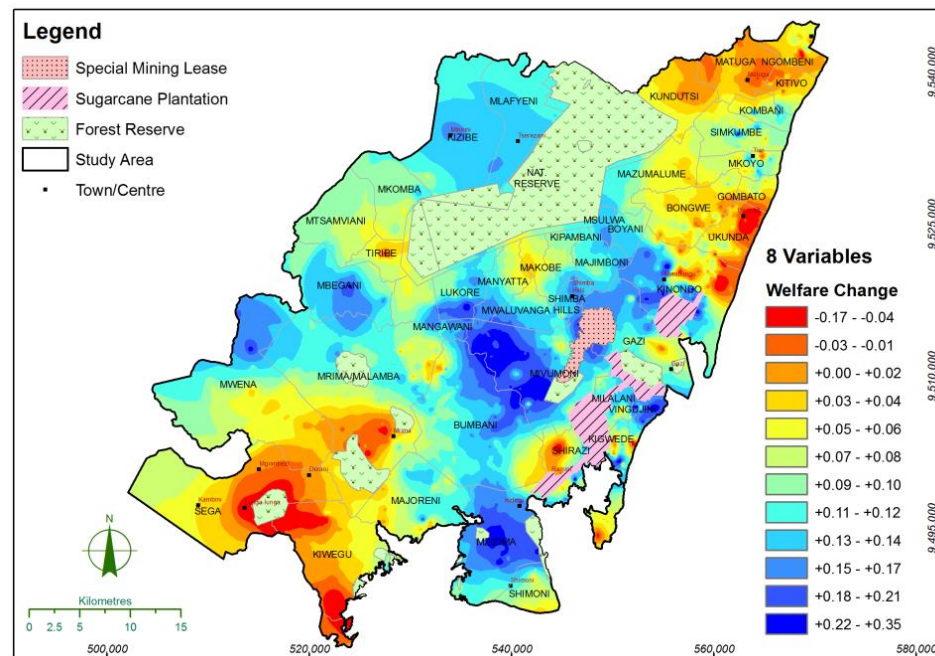 Legend
Special Mining Lease
Sugarcane Plantation
Forest Reserve
Study Area
Town/Centre
MATUGA
NGOMBENI
KITIVO
KUNDUTSI
KOMBANI
SIMKUMBE
MKOYO
MLAFYENI
KIZIBE
NAT.
RESERVE
MAZUMALUME
GOMBATO
BONGWE
UKUNDA
MKOMBA
MTSAMVIANI
TIRIBE
MSULWA
BOYANI
KIPAMBANI
MAJIMBONI
MAKOBE
MANYATTA
LUKORE
MBEGANI
SHIMBA
HILLS
MWALUVANGA
KINONDO
MANGAWANI
GAZI
MWENA
MRIMA/MALAMBA
MIVUMONI
MILALANI
BUMBANI
KIGWEDE
SHIRAZI
MAJORENI
SEGA
KIWEGU
SHIMONI
Shimoni
N
Kilometres
0 2.5 5 10 15
8 Variables
Welfare Change
-0.17 - -0.04
-0.03 - -0.01
+0.00 - +0.02
+0.03 - +0.04
+0.05 - +0.06
+0.07 - +0.08
+0.09 - +0.10
+0.11 - +0.12
+0.13 - +0.14
+0.15 - +0.17
+0.18 - +0.21
+0.22 - +0.35
9,540,000
9,525,000
9,510,000
9,495,000
500,000 520,000 540,000 560,000 580,000